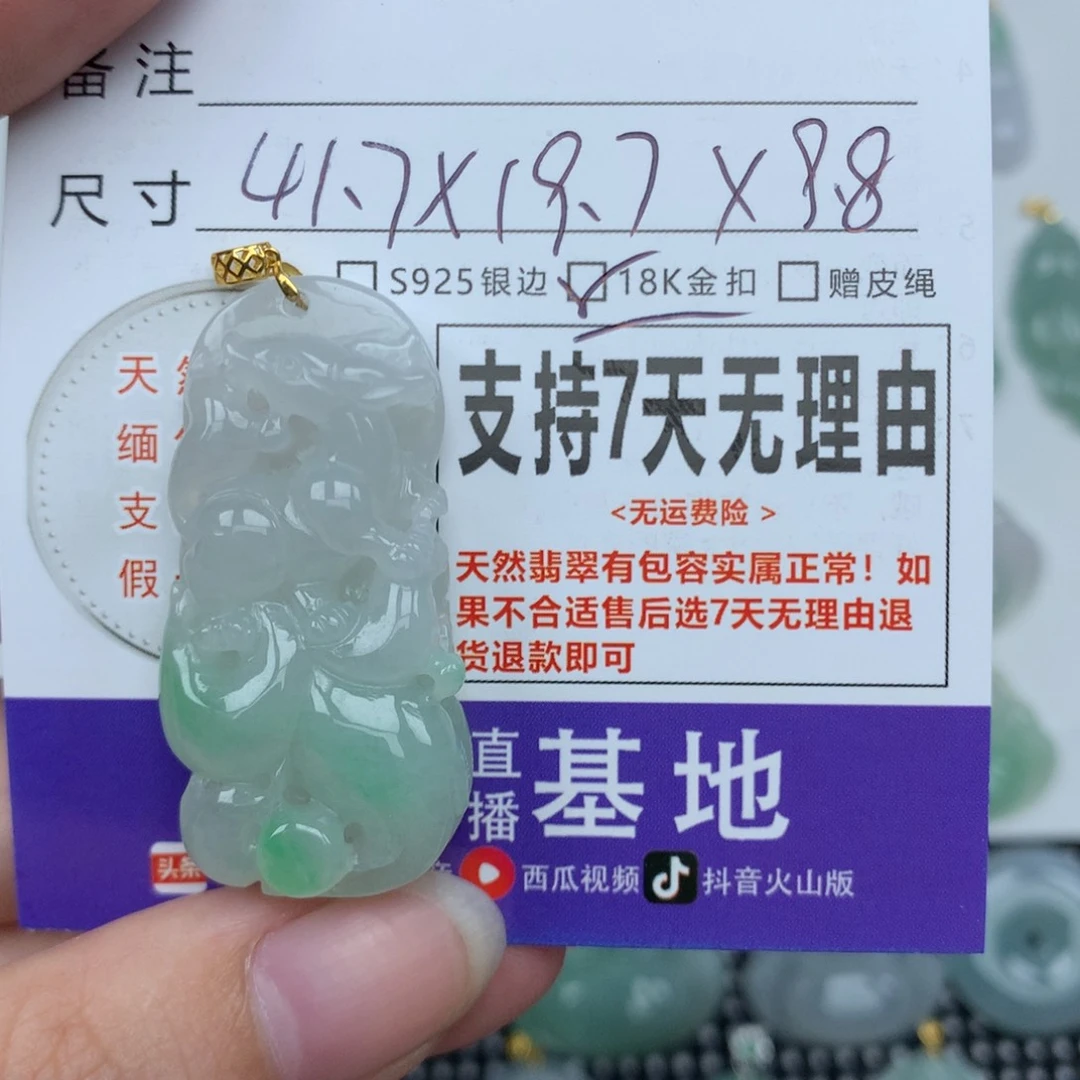 备注
尺寸 41.7X19.7X9.8
S925银边 18K金扣 赠皮绳
天
缅
支
假
支持7天无理由
<无运费险 >
天然翡翠有包容实属正常！如
果不合适售后选7天无理由退
货退款即可
直播基地
头条 西瓜视频 抖音火山版